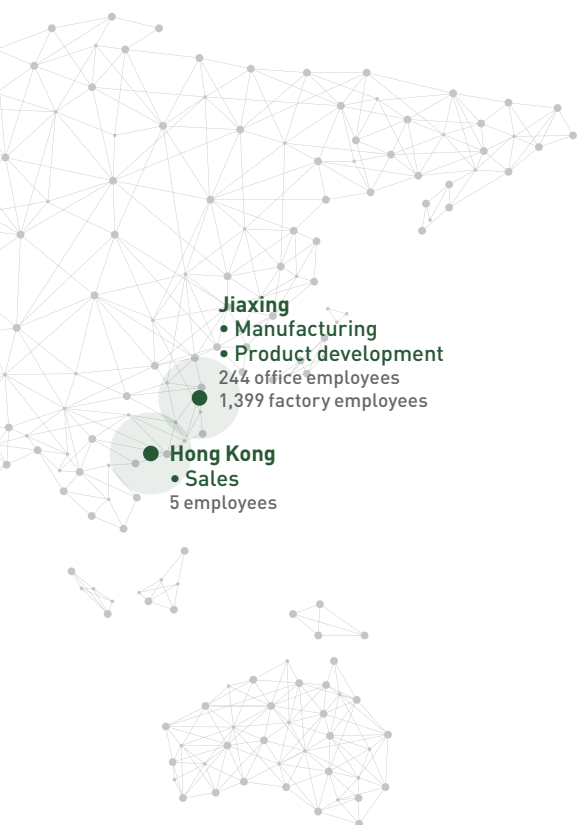 Jiaxing
• Manufacturing
• Product development
244 office employees
1,399 factory employees
Hong Kong
• Sales
5 employees